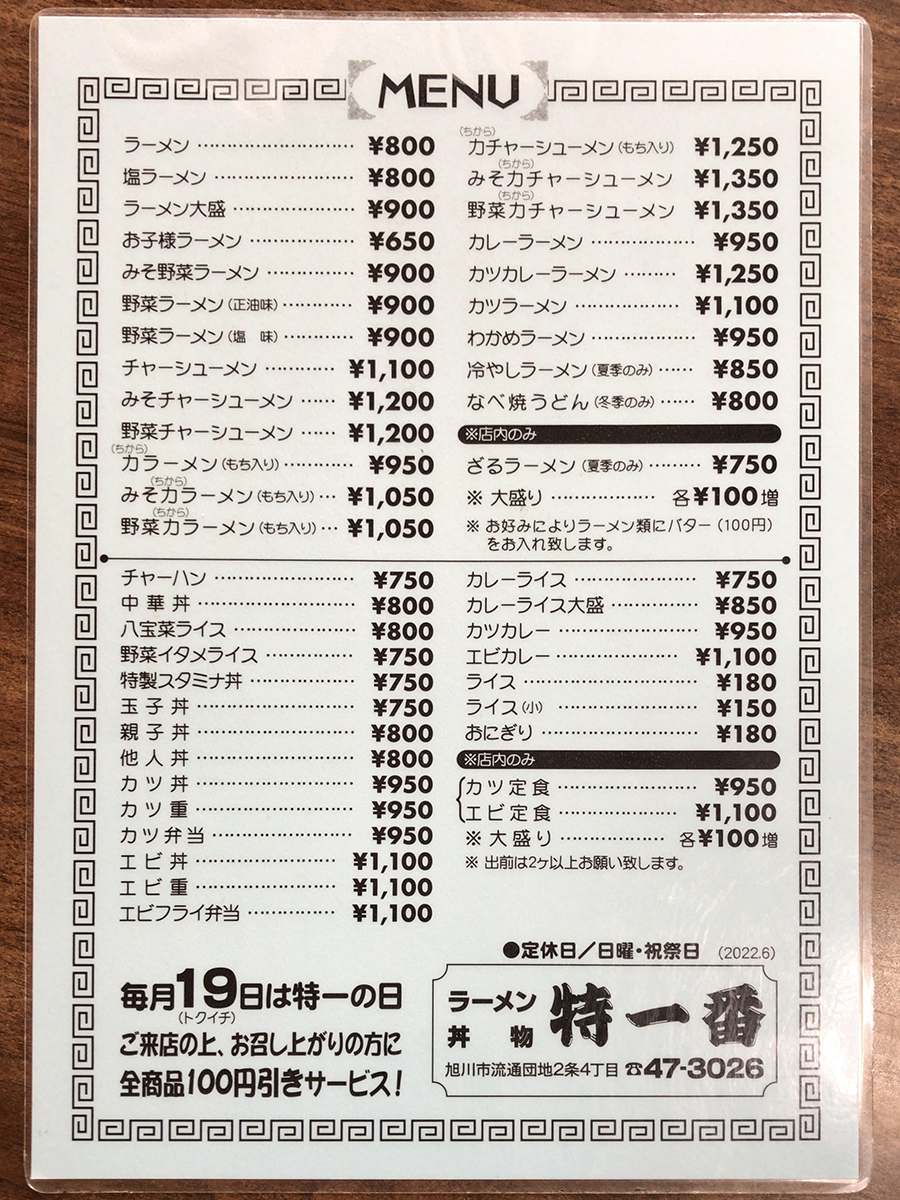 MENU
ラーメン ¥800
塩ラーメン ¥800
ラーメン大盛 ¥900
お子様ラーメン ¥650
みそ野菜ラーメン ¥900
野菜ラーメン(正油味) ¥900
野菜ラーメン(塩 味) ¥900
チャーシューメン ¥1,100
みそチャーシューメン ¥1,200
野菜チャーシューメン ¥1,200
(ちから)
力ラーメン(もち入り) ¥950
(ちから)
みそ力ラーメン(もち入り) ¥1,050
(ちから)
野菜力ラーメン(もち入り) ¥1,050
(ちから)
力チャーシューメン(もち入り) ¥1,250
(ちから)
みそ力チャーシューメン ¥1,350
(ちから)
野菜力チャーシューメン ¥1,350
カレーラーメン ¥950
カツカレーラーメン ¥1,250
カツラーメン ¥1,100
わかめラーメン ¥950
冷やしラーメン(夏季のみ) ¥850
なべ焼うどん(冬季のみ) ¥800
※店内のみ
ざるラーメン(夏季のみ) ¥750
※ 大盛り 各¥100増
※ お好みによりラーメン類にバター(100円)
をお入れ致します。
チャーハン ¥750
中華丼 ¥800
八宝菜ライス ¥800
野菜イタメライス ¥750
特製スタミナ丼 ¥750
玉子丼 ¥750
親子丼 ¥800
他人丼 ¥800
カツ丼 ¥950
カツ重 ¥950
カツ弁当 ¥950
エビ丼 ¥1,100
エビ重 ¥1,100
エビフライ弁当 ¥1,100
カレーライス ¥750
カレーライス大盛 ¥850
カツカレー ¥950
エビカレー ¥1,100
ライス ¥180
ライス(小) ¥150
おにぎり ¥180
※店内のみ
カツ定食 ¥950
エビ定食 ¥1,100
※ 大盛り 各¥100増
※ 出前は2ヶ以上お願い致します。
●定休日/日曜・祝祭日 (2022.6)
毎月19日は特一の日
(トクイチ)
ご来店の上、お召し上がりの方に
全商品100円引きサービス!
ラーメン
丼物
特一番
旭川市流通団地2条4丁目 ☎47-3026